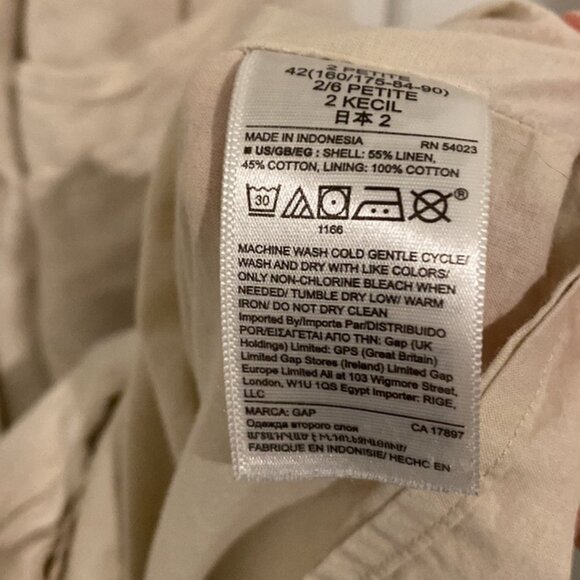 2 PETITE
42(160/175-84-90)
2/6 PETITE
2 KECIL
日本 2
MADE IN INDONESIA RN 54023
■ US/GB/EG : SHELL: 55% LINEN,
45% COTTON, LINING: 100% COTTON
30 ®
1166
MACHINE WASH COLD GENTLE CYCLE/
WASH AND DRY WITH LIKE COLORS/
ONLY NON-CHLORINE BLEACH WHEN
NEEDED/ TUMBLE DRY LOW/ WARM
IRON/ DO NOT DRY CLEAN
Imported By/Importe Par/DISTRIBUIDO
POR/ΕΙΣΑΓΕΤΑΙ ΑΠΟ ΤΗΝ: Gap (UK
Holdings) Limited: GPS (Great Britain)
Limited Gap Stores (Ireland) Limited Gap
Europe Limited All at 103 Wigmore Street,
London, W1U 1QS Egypt Importer: RIGE,
LLC
MARCA: GAP CA 17897
Одежда второго слоя
FABRIQUÉ EN INDONÉSIE/ HECHO EN